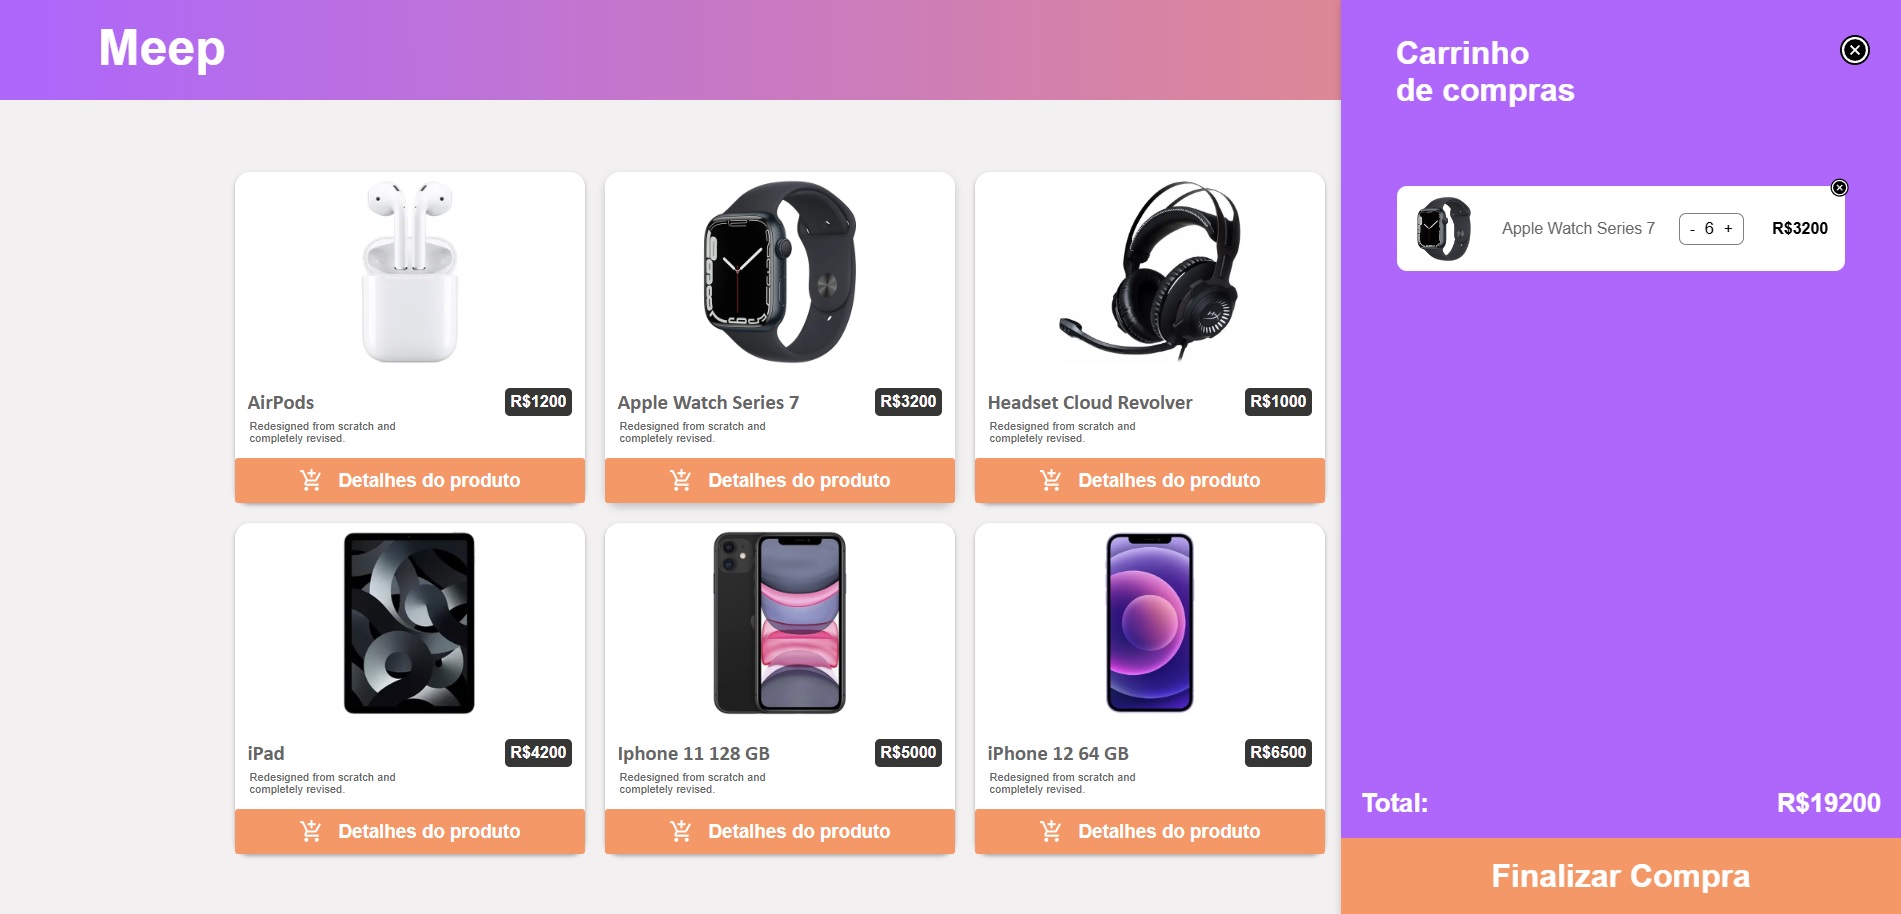 Meep
AirPods
R$1200
Redesigned from scratch and
completely revised.
Detalhes do produto
Apple Watch Series 7
R$3200
Redesigned from scratch and
completely revised.
Detalhes do produto
Headset Cloud Revolver
R$1000
Redesigned from scratch and
completely revised.
Detalhes do produto
iPad
R$4200
Redesigned from scratch and
completely revised.
Detalhes do produto
Iphone 11 128 GB
R$5000
Redesigned from scratch and
completely revised.
Detalhes do produto
iPhone 12 64 GB
R$6500
Redesigned from scratch and
completely revised.
Detalhes do produto
Carrinho
de compras
Apple Watch Series 7 - 6 + R$3200
Total: R$19200
Finalizar Compra